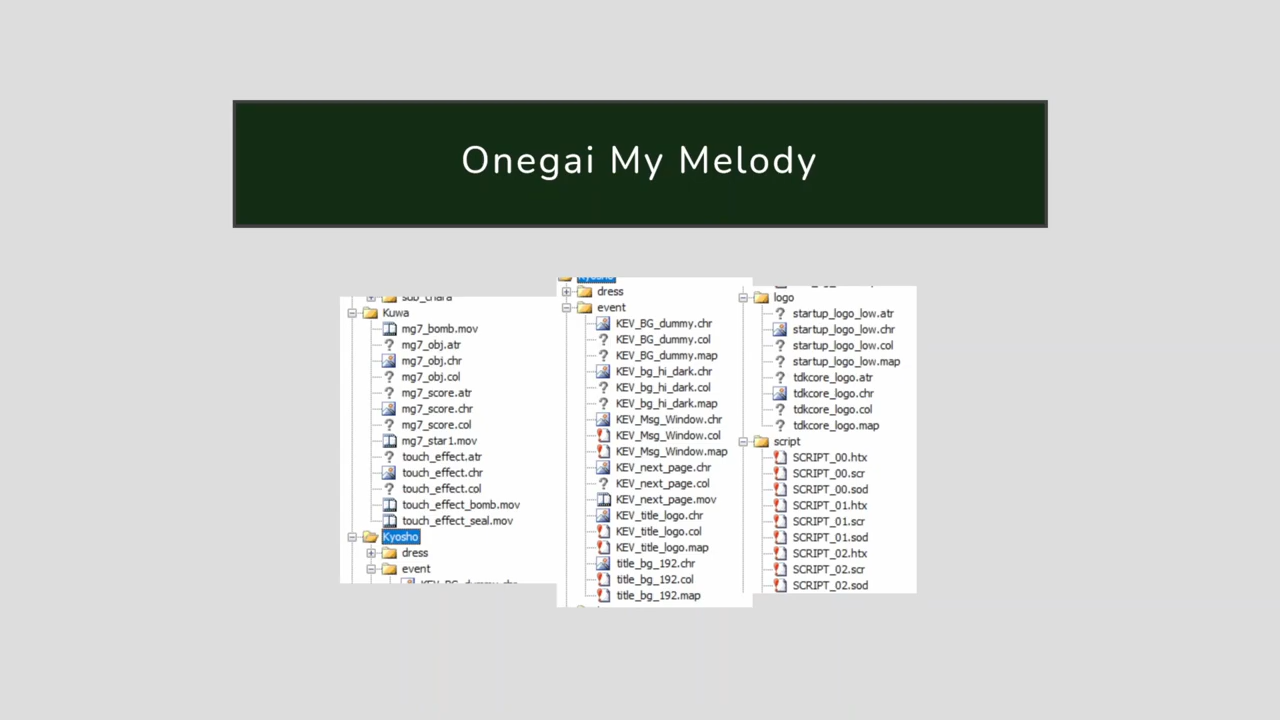 Onegai My Melody
sub_chara
Kuwa
mg7_bomb.mov
mg7_obj.atr
mg7_obj.chr
mg7_obj.col
mg7_score.atr
mg7_score.chr
mg7_score.col
mg7_star1.mov
touch_effect.atr
touch_effect.chr
touch_effect.col
touch_effect_bomb.mov
touch_effect_seal.mov
Kyosho
dress
event
KEV_BG_dummy.chr
dress
event
KEV_BG_dummy.chr
KEV_BG_dummy.col
KEV_BG_dummy.map
KEV_bg_hi_dark.chr
KEV_bg_hi_dark.col
KEV_bg_hi_dark.map
KEV_Msg_Window.chr
KEV_Msg_Window.col
KEV_Msg_Window.map
KEV_next_page.chr
KEV_next_page.col
KEV_next_page.mov
KEV_title_logo.chr
KEV_title_logo.col
KEV_title_logo.map
title_bg_192.chr
title_bg_192.col
title_bg_192.map
logo
startup_logo_low.atr
startup_logo_low.chr
startup_logo_low.col
startup_logo_low.map
tdkcore_logo.atr
tdkcore_logo.chr
tdkcore_logo.col
tdkcore_logo.map
script
SCRIPT_00.htx
SCRIPT_00.scr
SCRIPT_00.sod
SCRIPT_01.htx
SCRIPT_01.scr
SCRIPT_01.sod
SCRIPT_02.htx
SCRIPT_02.scr
SCRIPT_02.sod